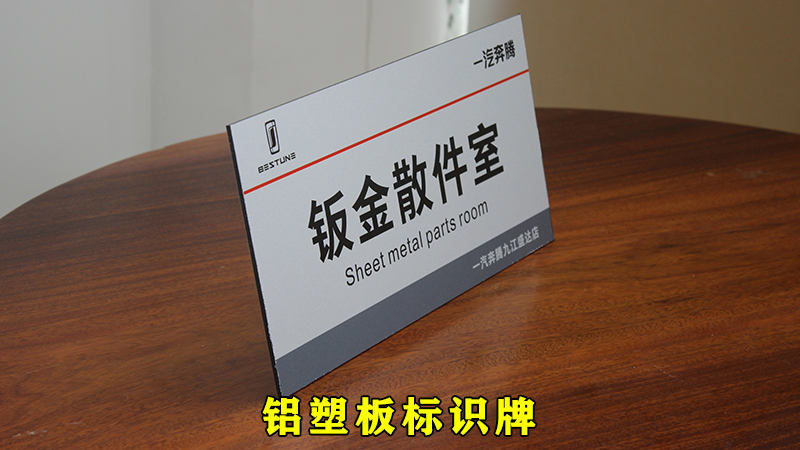 一汽奔腾
BESTUNE
钣金散件室
Sheet metal parts room
一汽奔腾九江盛达店
铝塑板标识牌